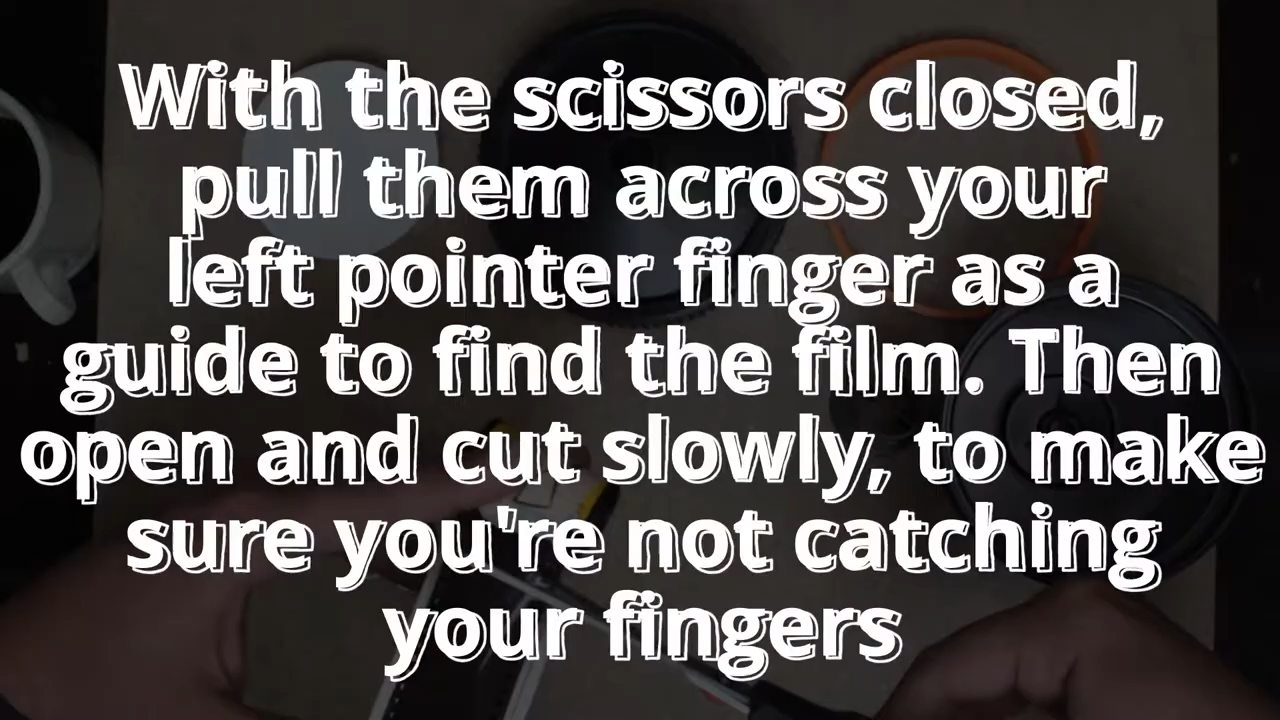 With the scissors closed,
pull them across your
left pointer finger as a
guide to find the film. Then
open and cut slowly, to make
sure you're not catching
your fingers